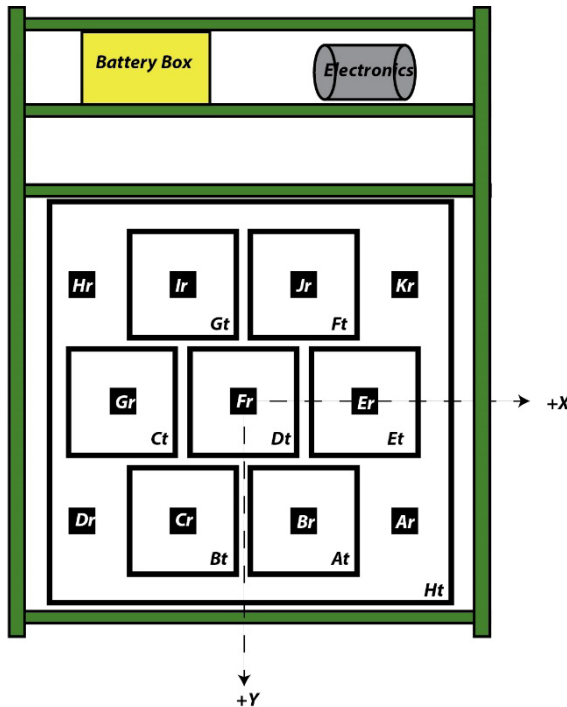 Battery Box
Electronics
Hr
Ir
Jr
Kr
Gt
Ft
Gr
Fr
Er
+X
Ct
Dt
Et
Dr
Cr
Br
Ar
Bt
At
Ht
+Y